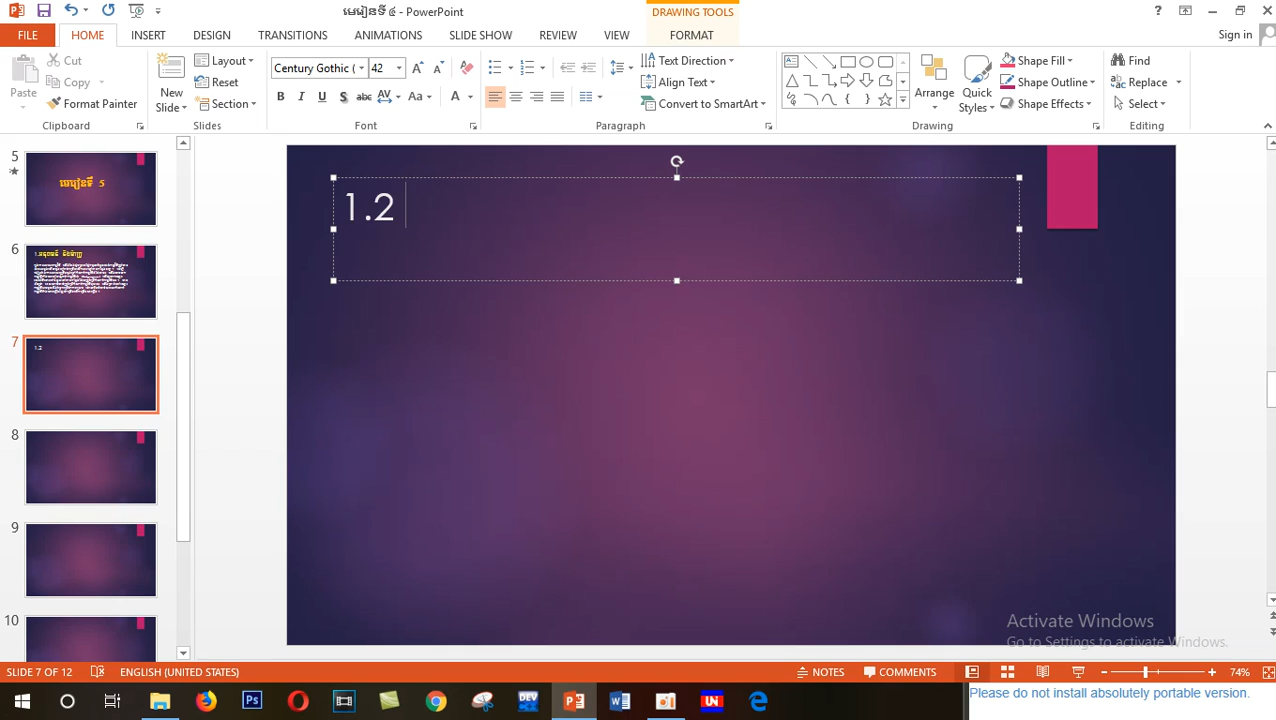 មេរៀនទី ៤ - PowerPoint
DRAWING TOOLS
Sign in
FILE
HOME
INSERT
DESIGN
TRANSITIONS
ANIMATIONS
SLIDE SHOW
REVIEW
VIEW
FORMAT
Paste
Cut
Copy
Format Painter
Clipboard
New
Slide
Layout
Reset
Section
Slides
Century Gothic (
42
B I U S abc AV Aa A
Font
Text Direction
Align Text
Convert to SmartArt
Paragraph
Arrange
Quick
Styles
Shape Fill
Shape Outline
Shape Effects
Drawing
Find
Replace
Select
Editing
5
មេរៀនទី 5
6
7
1.2
8
9
10
1.2
Activate Windows
Go to Settings to activate Windows.
SLIDE 7 OF 12
ENGLISH (UNITED STATES)
NOTES
COMMENTS
74%
Please do not install absolutely portable version.